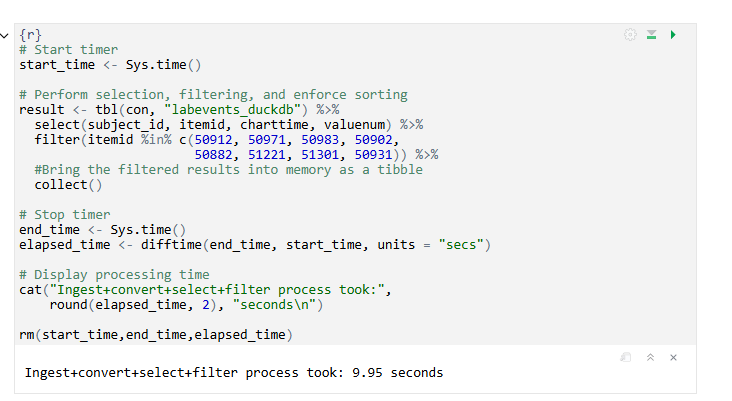 {r}
# Start timer
start_time <- Sys.time()
# Perform selection, filtering, and enforce sorting
result <- tbl(con, "labevents_duckdb") %>%
select(subject_id, itemid, charttime, valuenum) %>%
filter(itemid %in% c(50912, 50971, 50983, 50902,
50882, 51221, 51301, 50931)) %>%
#Bring the filtered results into memory as a tibble
collect()
# Stop timer
end_time <- Sys.time()
elapsed_time <- difftime(end_time, start_time, units = "secs")
# Display processing time
cat("Ingest+convert+select+filter process took:",
round(elapsed_time, 2), "seconds\n")
rm(start_time,end_time,elapsed_time)
Ingest+convert+select+filter process took: 9.95 seconds